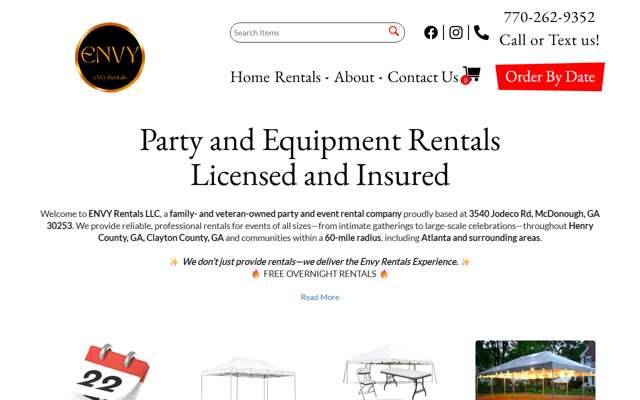 770-262-9352
ENVY
eNVy Rentals
Search Items
Call or Text us!
Home Rentals - About - Contact Us
0
Order By Date
Party and Equipment Rentals
Licensed and Insured
Welcome to ENVY Rentals LLC, a family- and veteran-owned party and event rental company proudly based at 3540 Jodeco Rd, McDonough, GA
30253. We provide reliable, professional rentals for events of all sizes—from intimate gatherings to large-scale celebrations—throughout Henry
County, GA, Clayton County, GA and communities within a 60-mile radius, including Atlanta and surrounding areas.
✨ We don't just provide rentals—we deliver the Envy Rentals Experience. ✨
🔥 FREE OVERNIGHT RENTALS 🔥
Read More
22